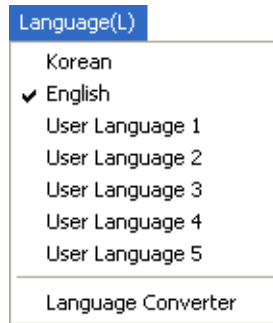 Language(L)
Korean
English
User Language 1
User Language 2
User Language 3
User Language 4
User Language 5
Language Converter